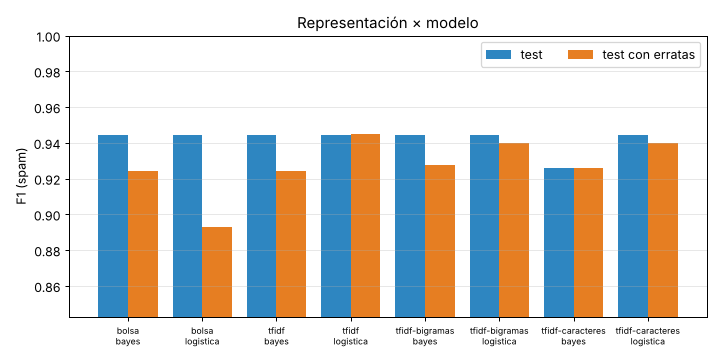 Representación × modelo
test
test con erratas
F1 (spam)
1.00
0.98
0.96
0.94
0.92
0.90
0.88
0.86
bolsa
bayes
bolsa
logistica
tfidf
bayes
tfidf
logistica
tfidf-bigramas
bayes
tfidf-bigramas
logistica
tfidf-caracteres
bayes
tfidf-caracteres
logistica